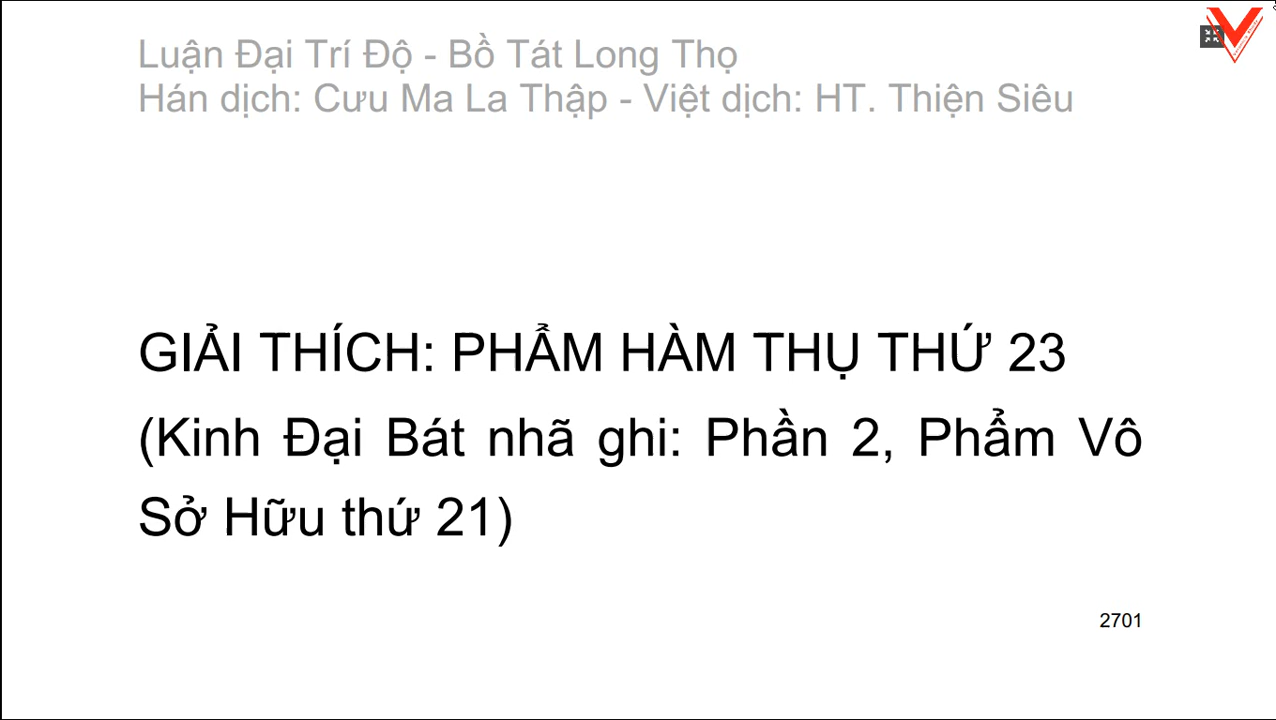 Luận Đại Trí Độ - Bồ Tát Long Thọ
Hán dịch: Cưu Ma La Thập - Việt dịch: HT. Thiện Siêu
GIẢI THÍCH: PHẨM HÀM THỤ THỨ 23
(Kinh Đại Bát nhã ghi: Phần 2, Phẩm Vô
Sở Hữu thứ 21)
2701